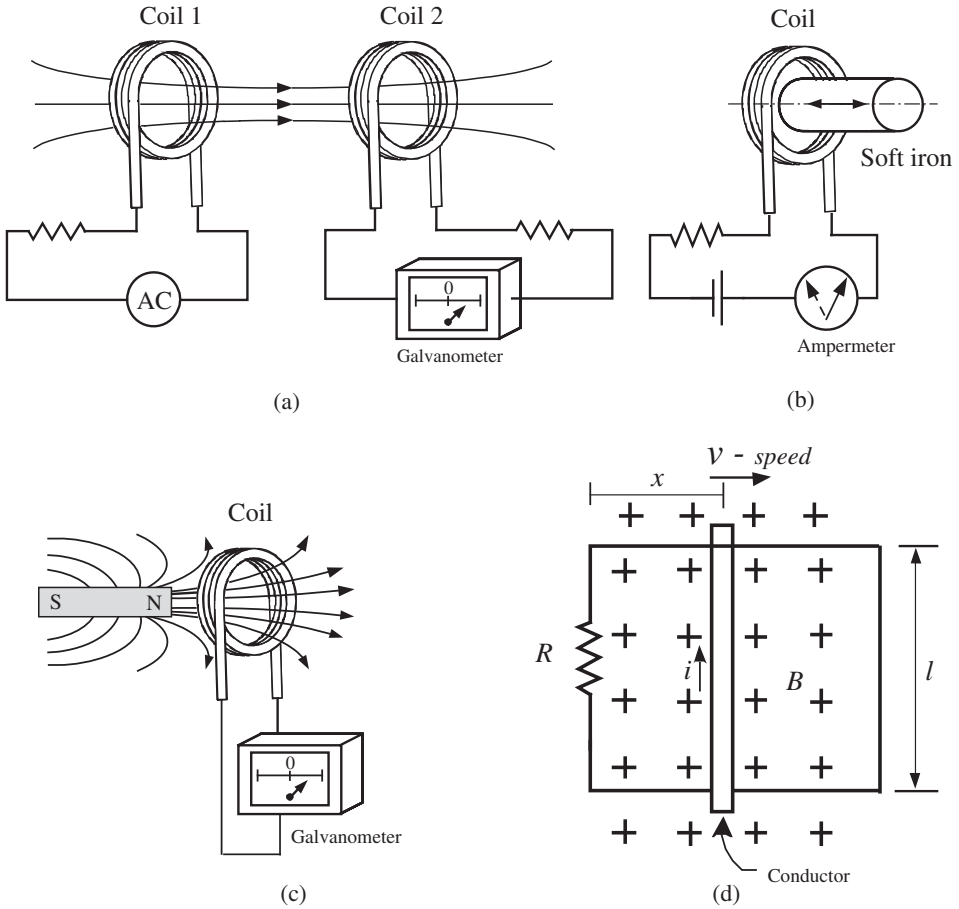 Coil 1
Coil 2
AC
0
Galvanometer
(a)
Coil
Soft iron
Ampermeter
(b)
Coil
S N
0
Galvanometer
(c)
v - speed
x
R
i
B
l
Conductor
(d)